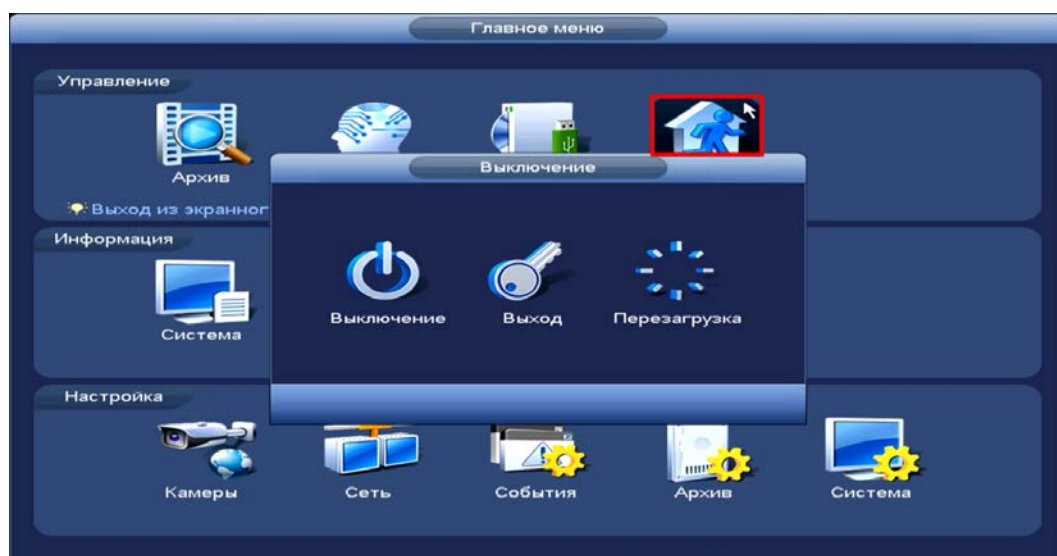 Главное меню
Управление
Архив
Выход из экранног
Выключение
Выключение
Выход
Перезагрузка
Информация
Система
Настройка
Камеры
Сеть
События
Архив
Система